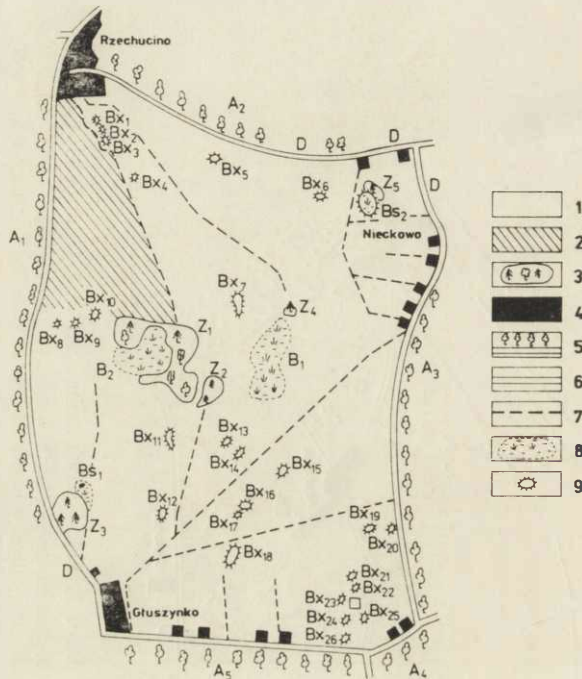 Rzechucino
A2
Bx1
Bx2
Bx3
D
D
Bx4
Bx5
Bx6
Z5
D
Bs2
A1
Nieckowo
1
2
3
4
5
6
7
8
9
Bx7
Bx10
Z4
Bx8
Bx9
Z1
B2
B1
A3
Z2
Bx13
Bx11
Bx14
Bx15
Bs1
Bx16
Bx12
Bx17
Bx19
Z3
Bx20
Bx18
D
Bx21
Bx22
Głuszynko
Bx23
Bx24
Bx25
Bx26
A5
A4